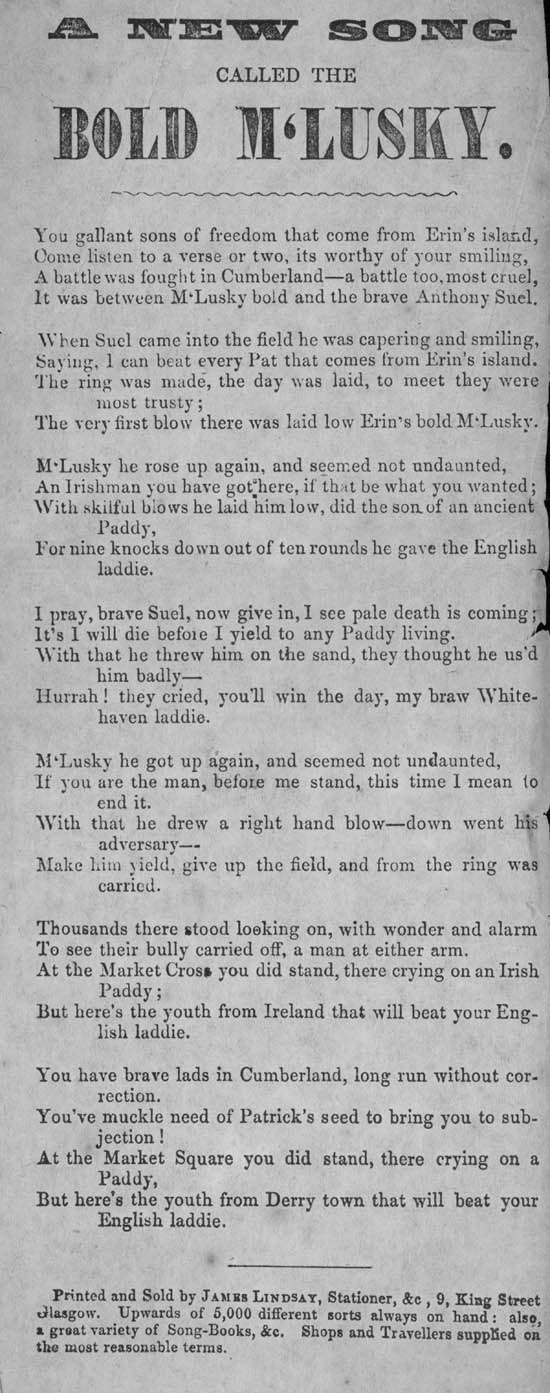 A NEW SONG
CALLED THE
BOLD M‘LUSKY.
You gallant sons of freedom that come from Erin's island,
Come listen to a verse or two, its worthy of your smiling,
A battle was fought in Cumberland—a battle too, most cruel,
It was between M‘Lusky bold and the brave Anthony Suel.
When Suel came into the field he was capering and smiling,
Saying, I can beat every Pat that comes from Erin's island.
The ring was made, the day was laid, to meet they were
most trusty;
The very first blow there was laid low Erin's bold M‘Lusky.
M‘Lusky he rose up again, and seemed not undaunted,
An Irishman you have got here, if that be what you wanted;
With skilful blows he laid him low, did the son of an ancient
Paddy,
For nine knocks down out of ten rounds he gave the English
laddie.
I pray, brave Suel, now give in, I see pale death is coming;
It's I will die before I yield to any Paddy living.
With that he threw him on the sand, they thought he us'd
him badly—
Hurrah! they cried, you'll win the day, my braw White-
haven laddie.
M‘Lusky he got up again, and seemed not undaunted,
If you are the man, before me stand, this time I mean to
end it.
With that he drew a right hand blow—down went his
adversary—
Make him yield, give up the field, and from the ring was
carried.
Thousands there stood looking on, with wonder and alarm
To see their bully carried off, a man at either arm.
At the Market Cross you did stand, there crying on an Irish
Paddy;
But here's the youth from Ireland that will beat your Eng-
lish laddie.
You have brave lads in Cumberland, long run without cor-
rection.
You've muckle need of Patrick's seed to bring you to sub-
jection!
At the Market Square you did stand, there crying on a
Paddy,
But here's the youth from Derry town that will beat your
English laddie.
Printed and Sold by JAMES LINDSAY, Stationer, &c , 9, King Street
Glasgow. Upwards of 5,000 different sorts always on hand: also,
a great variety of Song-Books, &c. Shops and Travellers supplied on
the most reasonable terms.